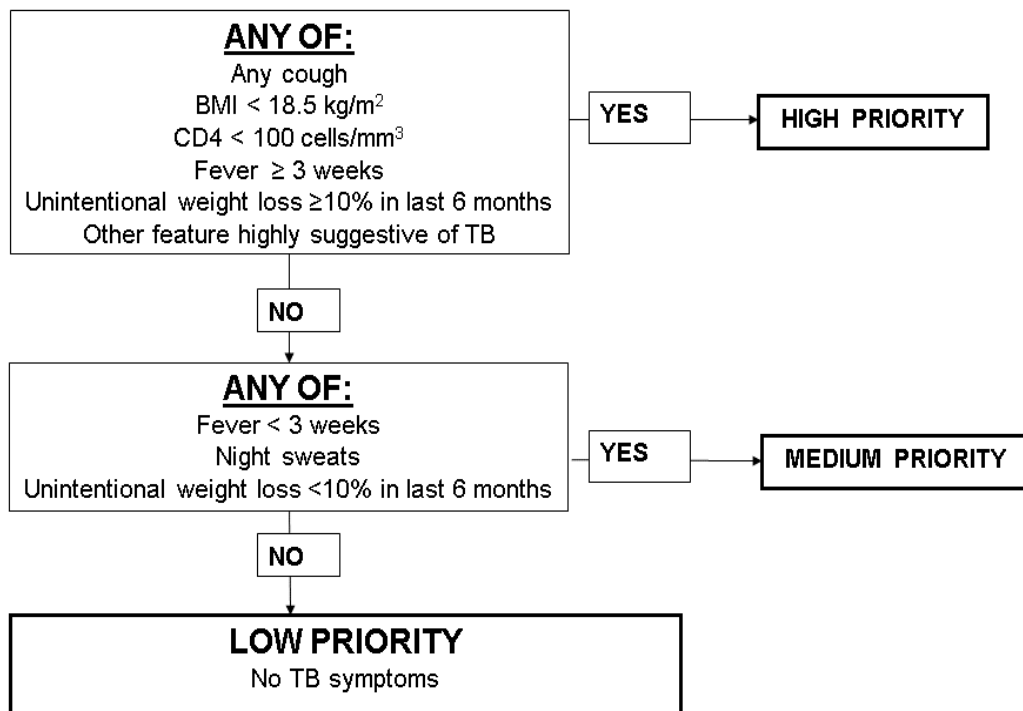 ANY OF:
Any cough
BMI < 18.5 kg/m²
CD4 < 100 cells/mm³
Fever ≥ 3 weeks
Unintentional weight loss ≥10% in last 6 months
Other feature highly suggestive of TB
YES
HIGH PRIORITY
NO
ANY OF:
Fever < 3 weeks
Night sweats
Unintentional weight loss <10% in last 6 months
YES
MEDIUM PRIORITY
NO
LOW PRIORITY
No TB symptoms